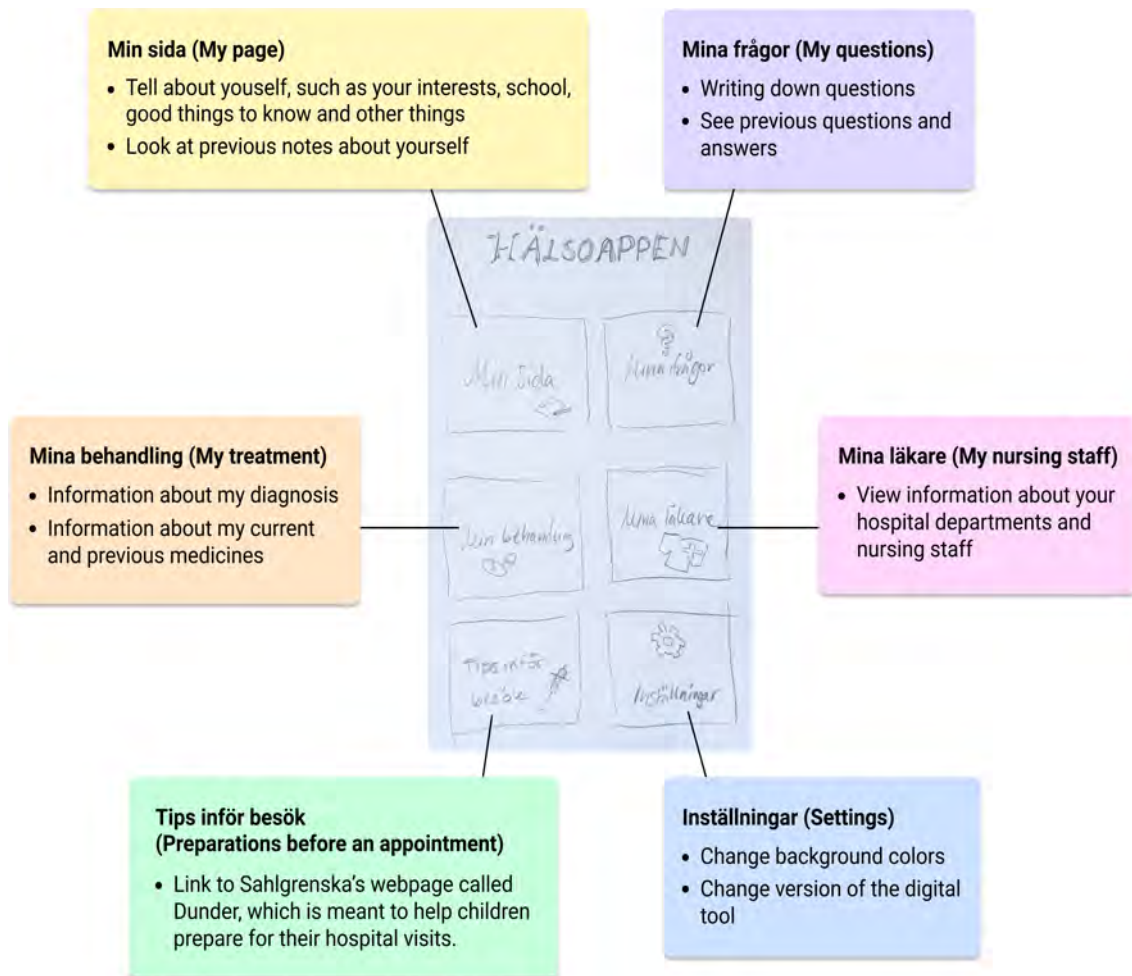 Min sida (My page)
• Tell about youself, such as your interests, school,
good things to know and other things
• Look at previous notes about yourself
Mina frågor (My questions)
• Writing down questions
• See previous questions and
answers
HÄLSOAPPEN
Min Sida
?
Mina frågor
Mina behandling (My treatment)
• Information about my diagnosis
• Information about my current
and previous medicines
Min behandling
Mina läkare
Mina läkare (My nursing staff)
• View information about your
hospital departments and
nursing staff
Tips inför
besök
Inställningar
Tips inför besök
(Preparations before an appointment)
• Link to Sahlgrenska's webpage called
Dunder, which is meant to help children
prepare for their hospital visits.
Inställningar (Settings)
• Change background colors
• Change version of the digital
tool